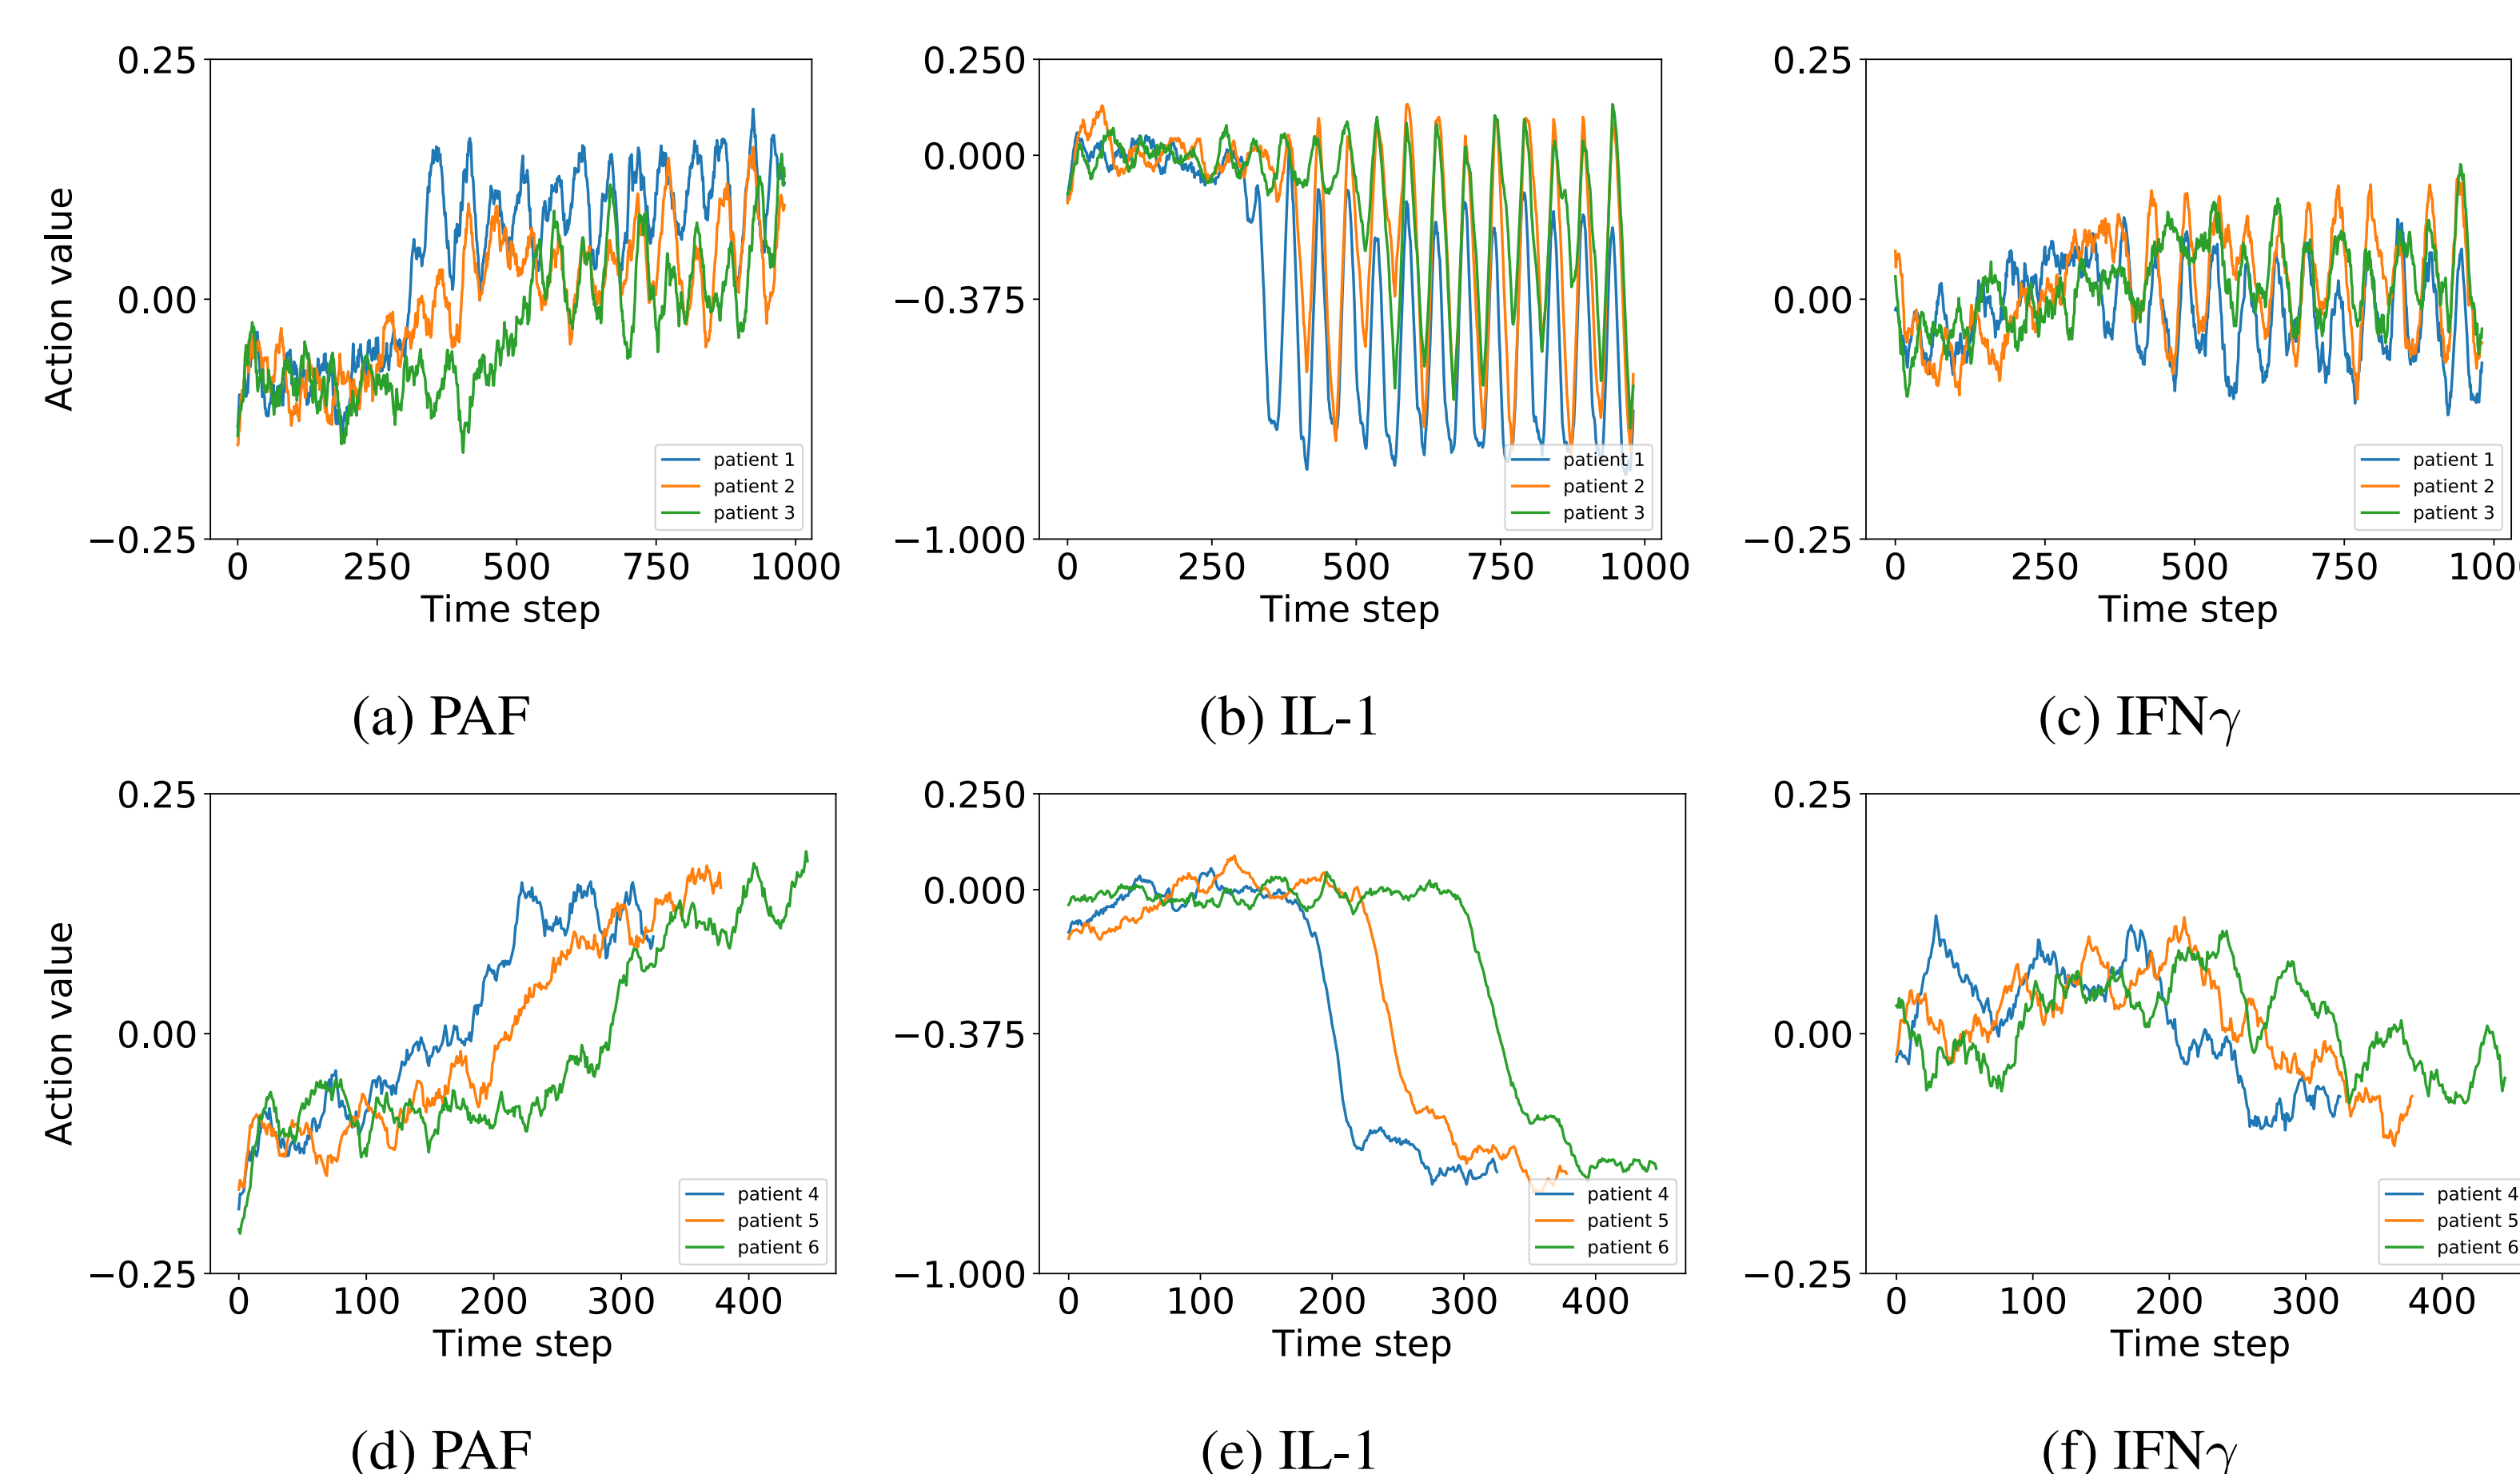 0.25
0.00
−0.25
Action value
0 250 500 750 1000
Time step
patient 1
patient 2
patient 3
(a) PAF
0.250
0.000
−0.375
−1.000
0 250 500 750 1000
Time step
patient 1
patient 2
patient 3
(b) IL-1
0.25
0.00
−0.25
0 250 500 750 100
Time step
patient 1
patient 2
patient 3
(c) IFNγ
0.25
0.00
−0.25
Action value
0 100 200 300 400
Time step
patient 4
patient 5
patient 6
(d) PAF
0.250
0.000
−0.375
−1.000
0 100 200 300 400
Time step
patient 4
patient 5
patient 6
(e) IL-1
0.25
0.00
−0.25
0 100 200 300 400
Time step
patient 4
patient 5
patient 6
(f) IFNγ